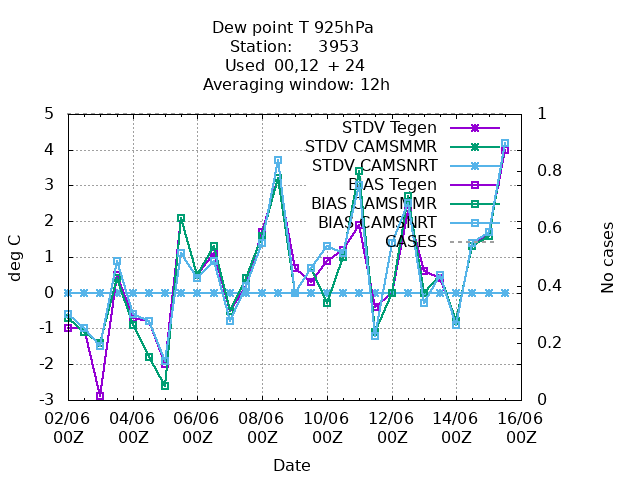 Dew point T 925hPa
Station: 3953
Used 00,12 + 24
Averaging window: 12h
5
4
3
2
1
0
-1
-2
-3
deg C
1
0.8
0.6
0.4
0.2
0
No cases
STDV Tegen
STDV CAMSMMR
STDV CAMSNRT
BIAS Tegen
BIAS CAMSMMR
BIAS CAMSNRT
CASES
02/06 04/06 06/06 08/06 10/06 12/06 14/06 16/06
00Z 00Z 00Z 00Z 00Z 00Z 00Z 00Z
Date